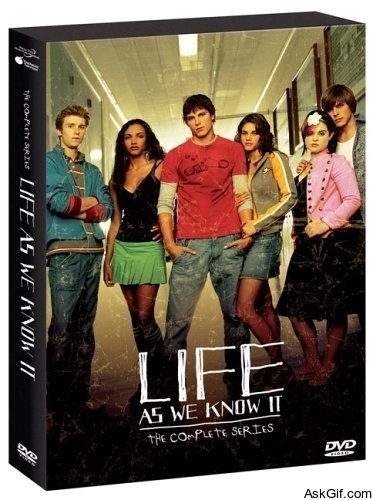 THE COMPLETE SERIES
LIFE AS WE KNOW IT
DVD
LIFE
AS WE KNOW IT
THE COMPLETE SERIES
DVD
VIDEO
AskGif.com